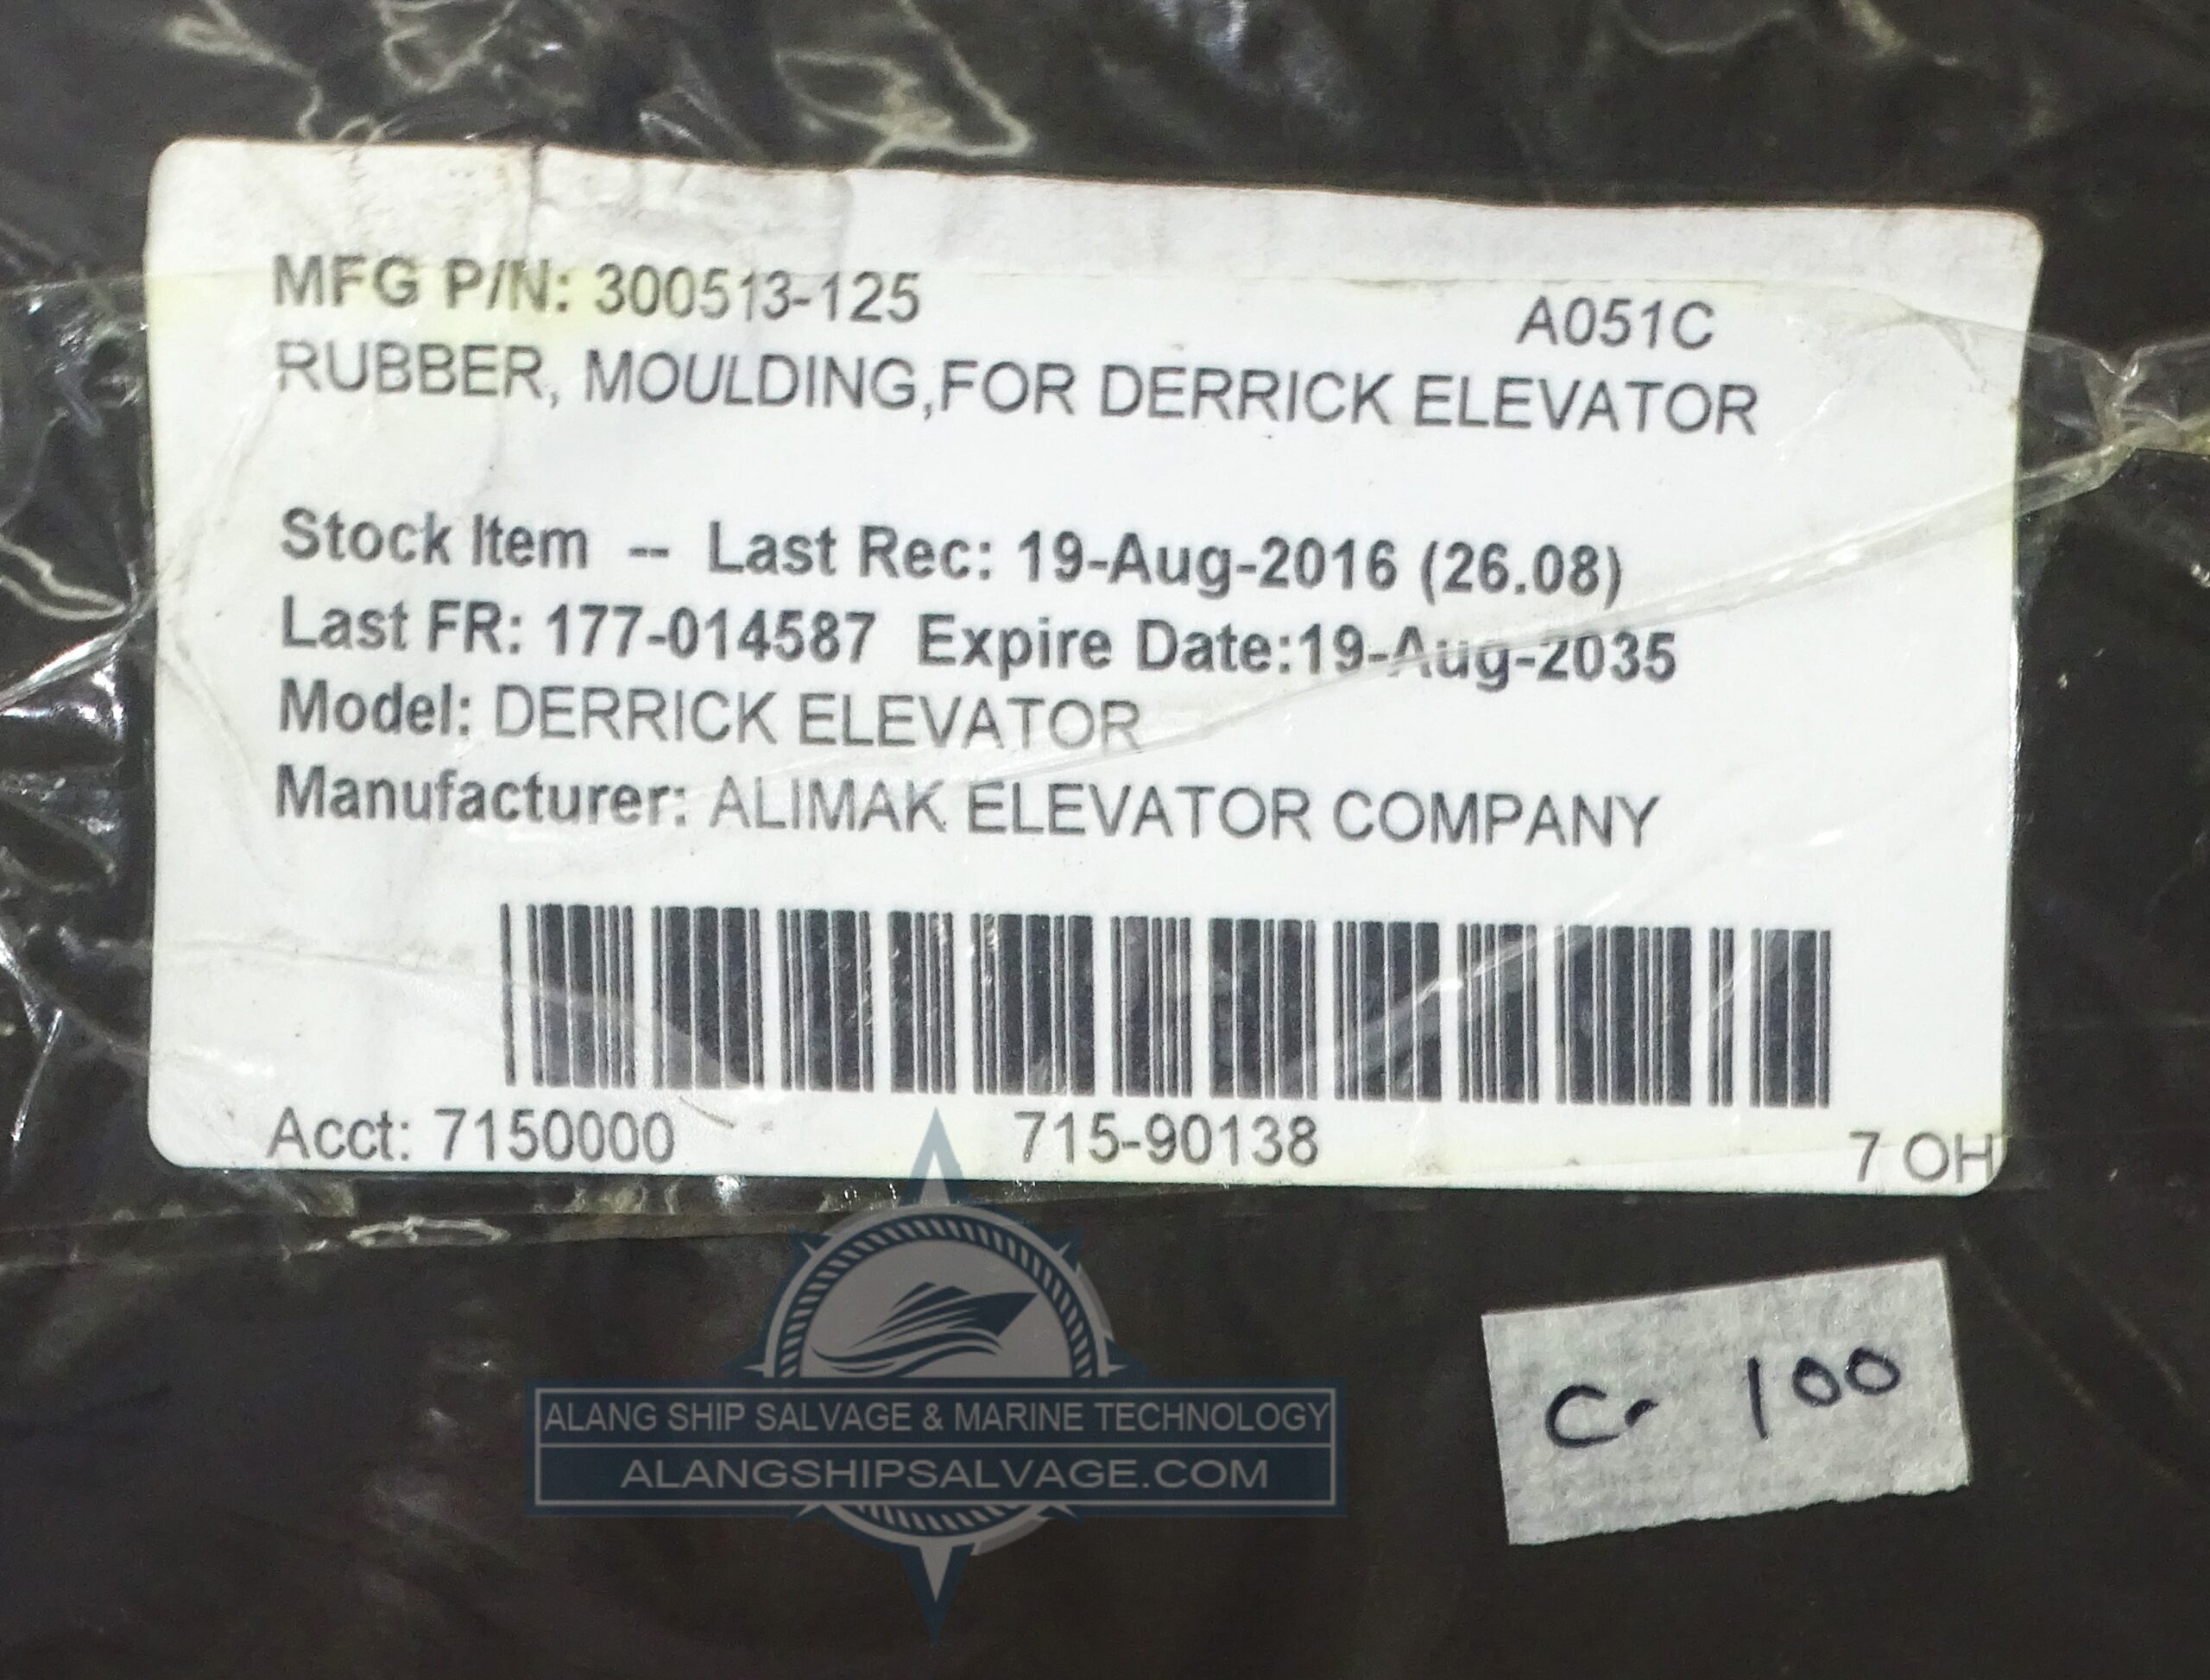 MFG P/N: 300513-125 A051C
RUBBER, MOULDING,FOR DERRICK ELEVATOR
Stock Item -- Last Rec: 19-Aug-2016 (26.08)
Last FR: 177-014587 Expire Date:19-Aug-2035
Model: DERRICK ELEVATOR
Manufacturer: ALIMAK ELEVATOR COMPANY
Acct: 7150000 715-90138 7 OH
Cr 100
ALANG SHIP SALVAGE & MARINE TECHNOLOGY
ALANGSHIPSALVAGE.COM